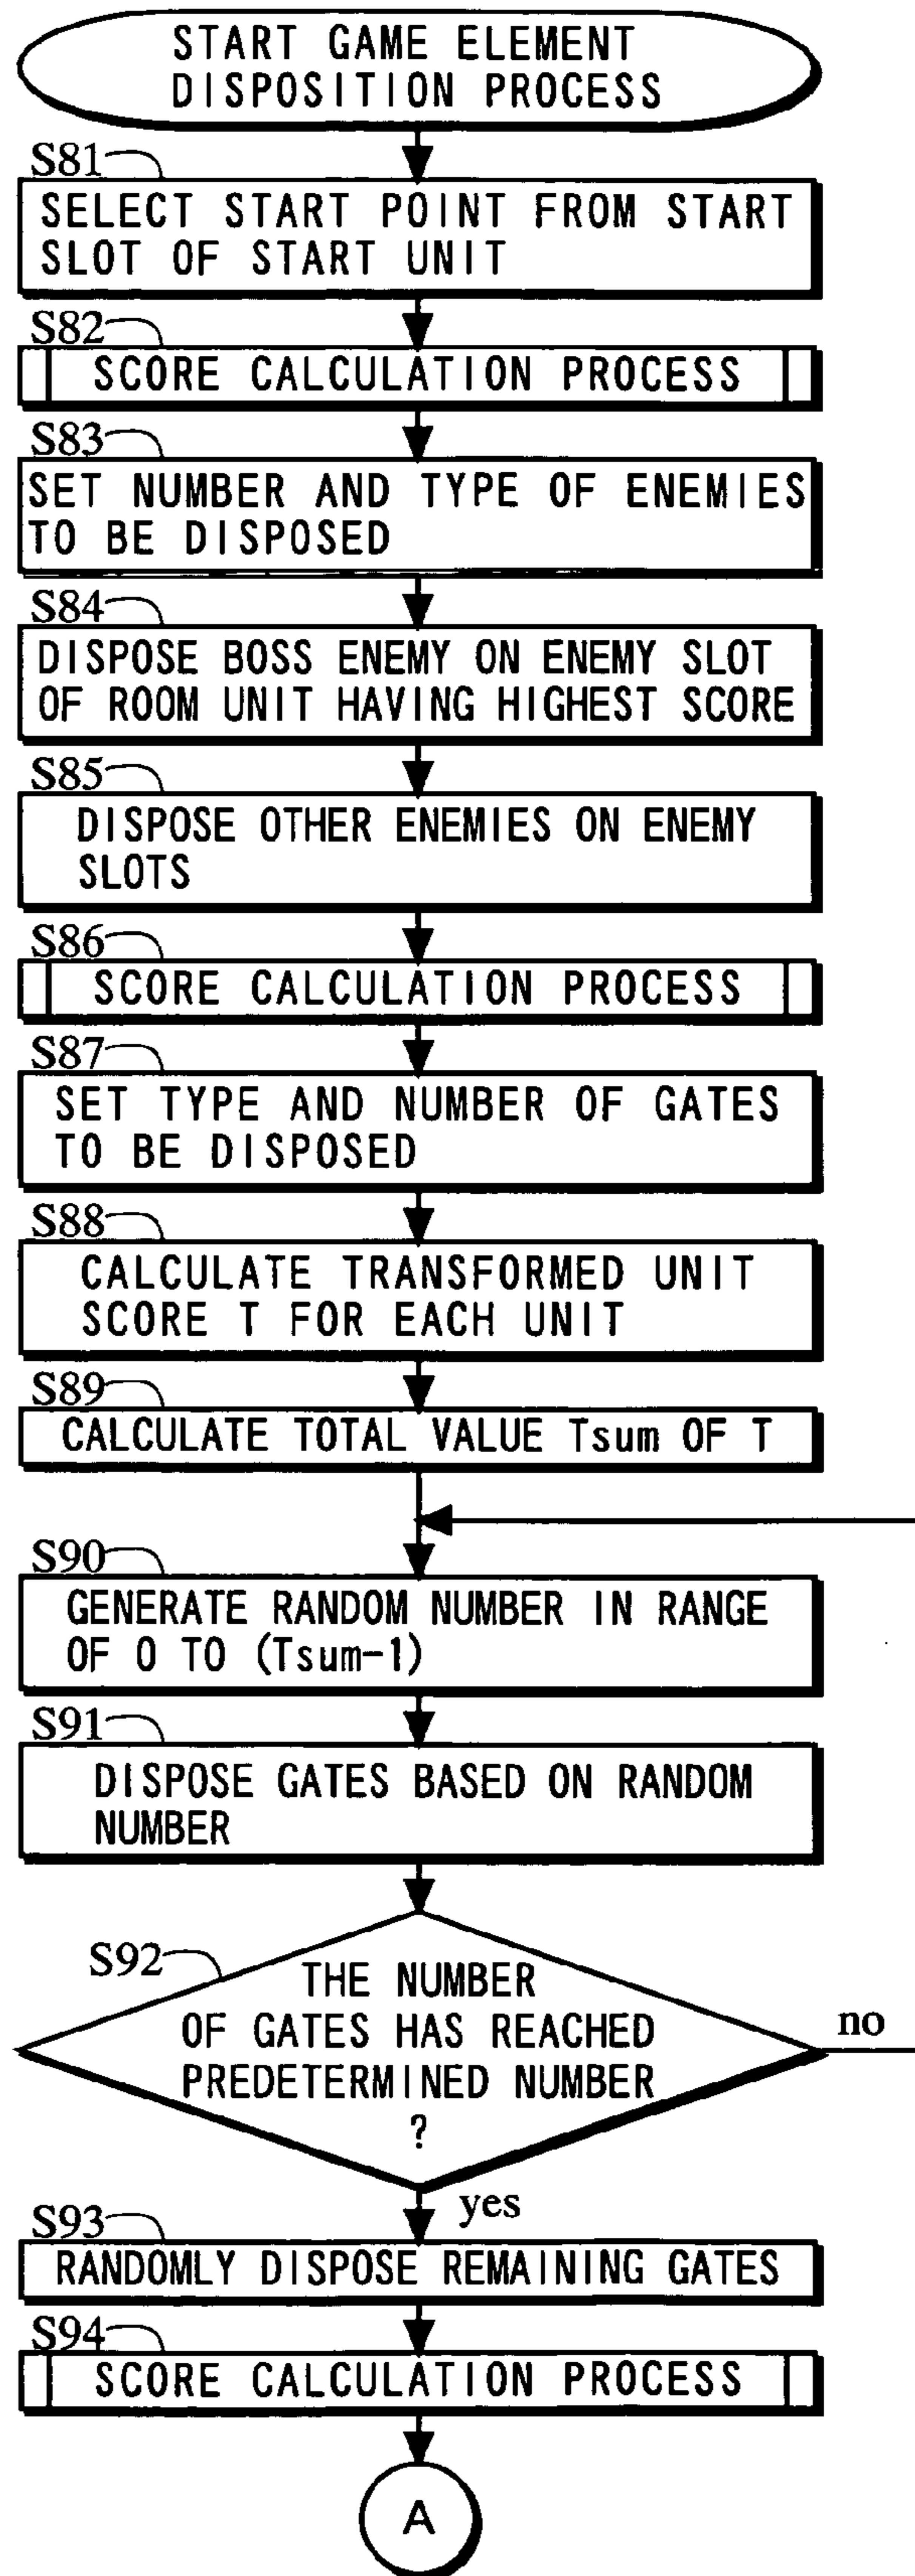 START GAME ELEMENT
DISPOSITION PROCESS
S81
SELECT START POINT FROM START
SLOT OF START UNIT
S82
SCORE CALCULATION PROCESS
S83
SET NUMBER AND TYPE OF ENEMIES
TO BE DISPOSED
S84
DISPOSE BOSS ENEMY ON ENEMY SLOT
OF ROOM UNIT HAVING HIGHEST SCORE
S85
DISPOSE OTHER ENEMIES ON ENEMY
SLOTS
S86
SCORE CALCULATION PROCESS
S87
SET TYPE AND NUMBER OF GATES
TO BE DISPOSED
S88
CALCULATE TRANSFORMED UNIT
SCORE T FOR EACH UNIT
S89
CALCULATE TOTAL VALUE Tsum OF T
S90
GENERATE RANDOM NUMBER IN RANGE
OF 0 TO (Tsum-1)
S91
DISPOSE GATES BASED ON RANDOM
NUMBER
S92
THE NUMBER
OF GATES HAS REACHED
PREDETERMINED NUMBER
?
no
yes
S93
RANDOMLY DISPOSE REMAINING GATES
S94
SCORE CALCULATION PROCESS
A